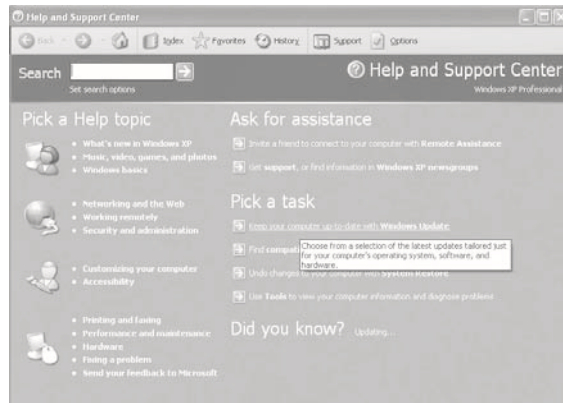 Help and Support Center
Back
Index
Favorites
History
Support
Options
Search
Set search options
Help and Support Center
Windows XP Professional
Pick a Help topic
What's new in Windows XP
Music, video, games, and photos
Windows basics
Networking and the Web
Working remotely
Security and administration
Customizing your computer
Accessibility
Printing and faxing
Performance and maintenance
Hardware
Fixing a problem
Send your feedback to Microsoft
Ask for assistance
Invite a friend to connect to your computer with Remote Assistance
Get support, or find information in Windows XP newsgroups
Pick a task
Keep your computer up-to-date with Windows Update
Find
Choose from a selection of the latest updates tailored just
for your computer's operating system, software, and
hardware.
Undo changes to your computer with System Restore
Use Tools to view your computer information and diagnose problems
Did you know? Updating...